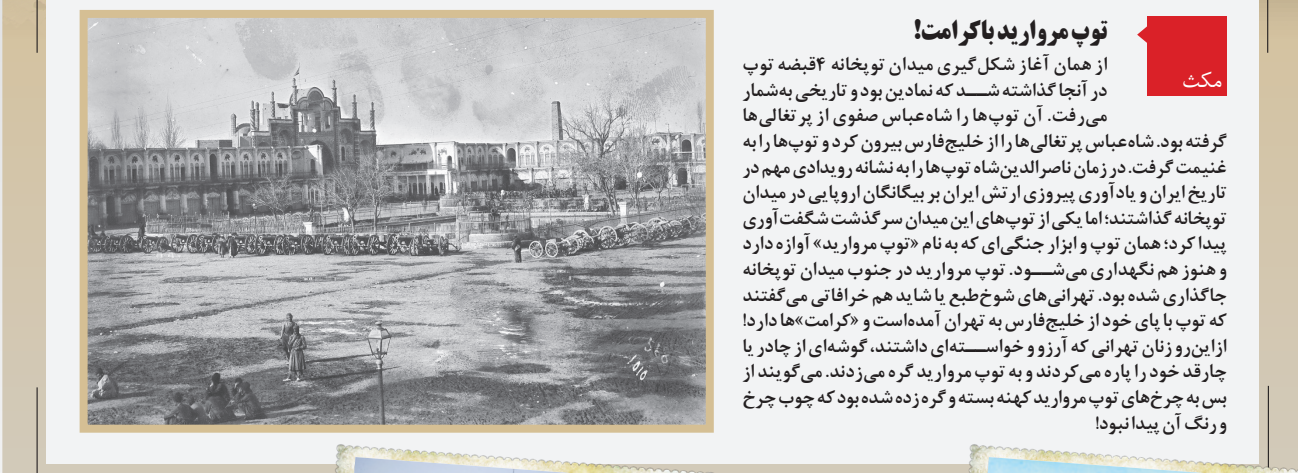 مکث
توپ مروارید باکرامت!
از همان آغاز شکل‌گیری میدان توپخانه ۴قبضه توپ
در آنجا گذاشته شد که نمادین بود و تاریخی به‌شمار
می‌رفت. آن توپ‌ها را شاه‌عباس صفوی از پرتغالی‌ها
گرفته بود. شاه‌عباس پرتغالی‌ها را از خلیج‌فارس بیرون کرد و توپ‌ها را به
غنیمت گرفت. در زمان ناصرالدین‌شاه توپ‌ها را به نشانه رویدادی مهم در
تاریخ ایران و یادآوری پیروزی ارتش ایران بر بیگانگان اروپایی در میدان
توپخانه گذاشتند؛ اما یکی از توپ‌های این میدان سرگذشت شگفت‌آوری
پیدا کرد؛ همان توپ و ابزار جنگی‌ای که به نام «توپ مروارید» آوازه دارد
و هنوز هم نگهداری می‌شود. توپ مروارید در جنوب میدان توپخانه
جاگذاری شده بود. تهرانی‌های شوخ‌طبع یا شاید هم خرافاتی می‌گفتند
که توپ با پای خود از خلیج‌فارس به تهران آمده‌است و «کرامت»ها دارد!
ازاین‌رو زنان تهرانی که آرزو و خواسته‌ای داشتند، گوشه‌ای از چادر یا
چارقد خود را پاره می‌کردند و به توپ مروارید گره می‌زدند. می‌گویند از
بس به چرخ‌های توپ مروارید کهنه بسته و گره زده شده بود که چوب چرخ
و رنگ آن پیدا نبود!